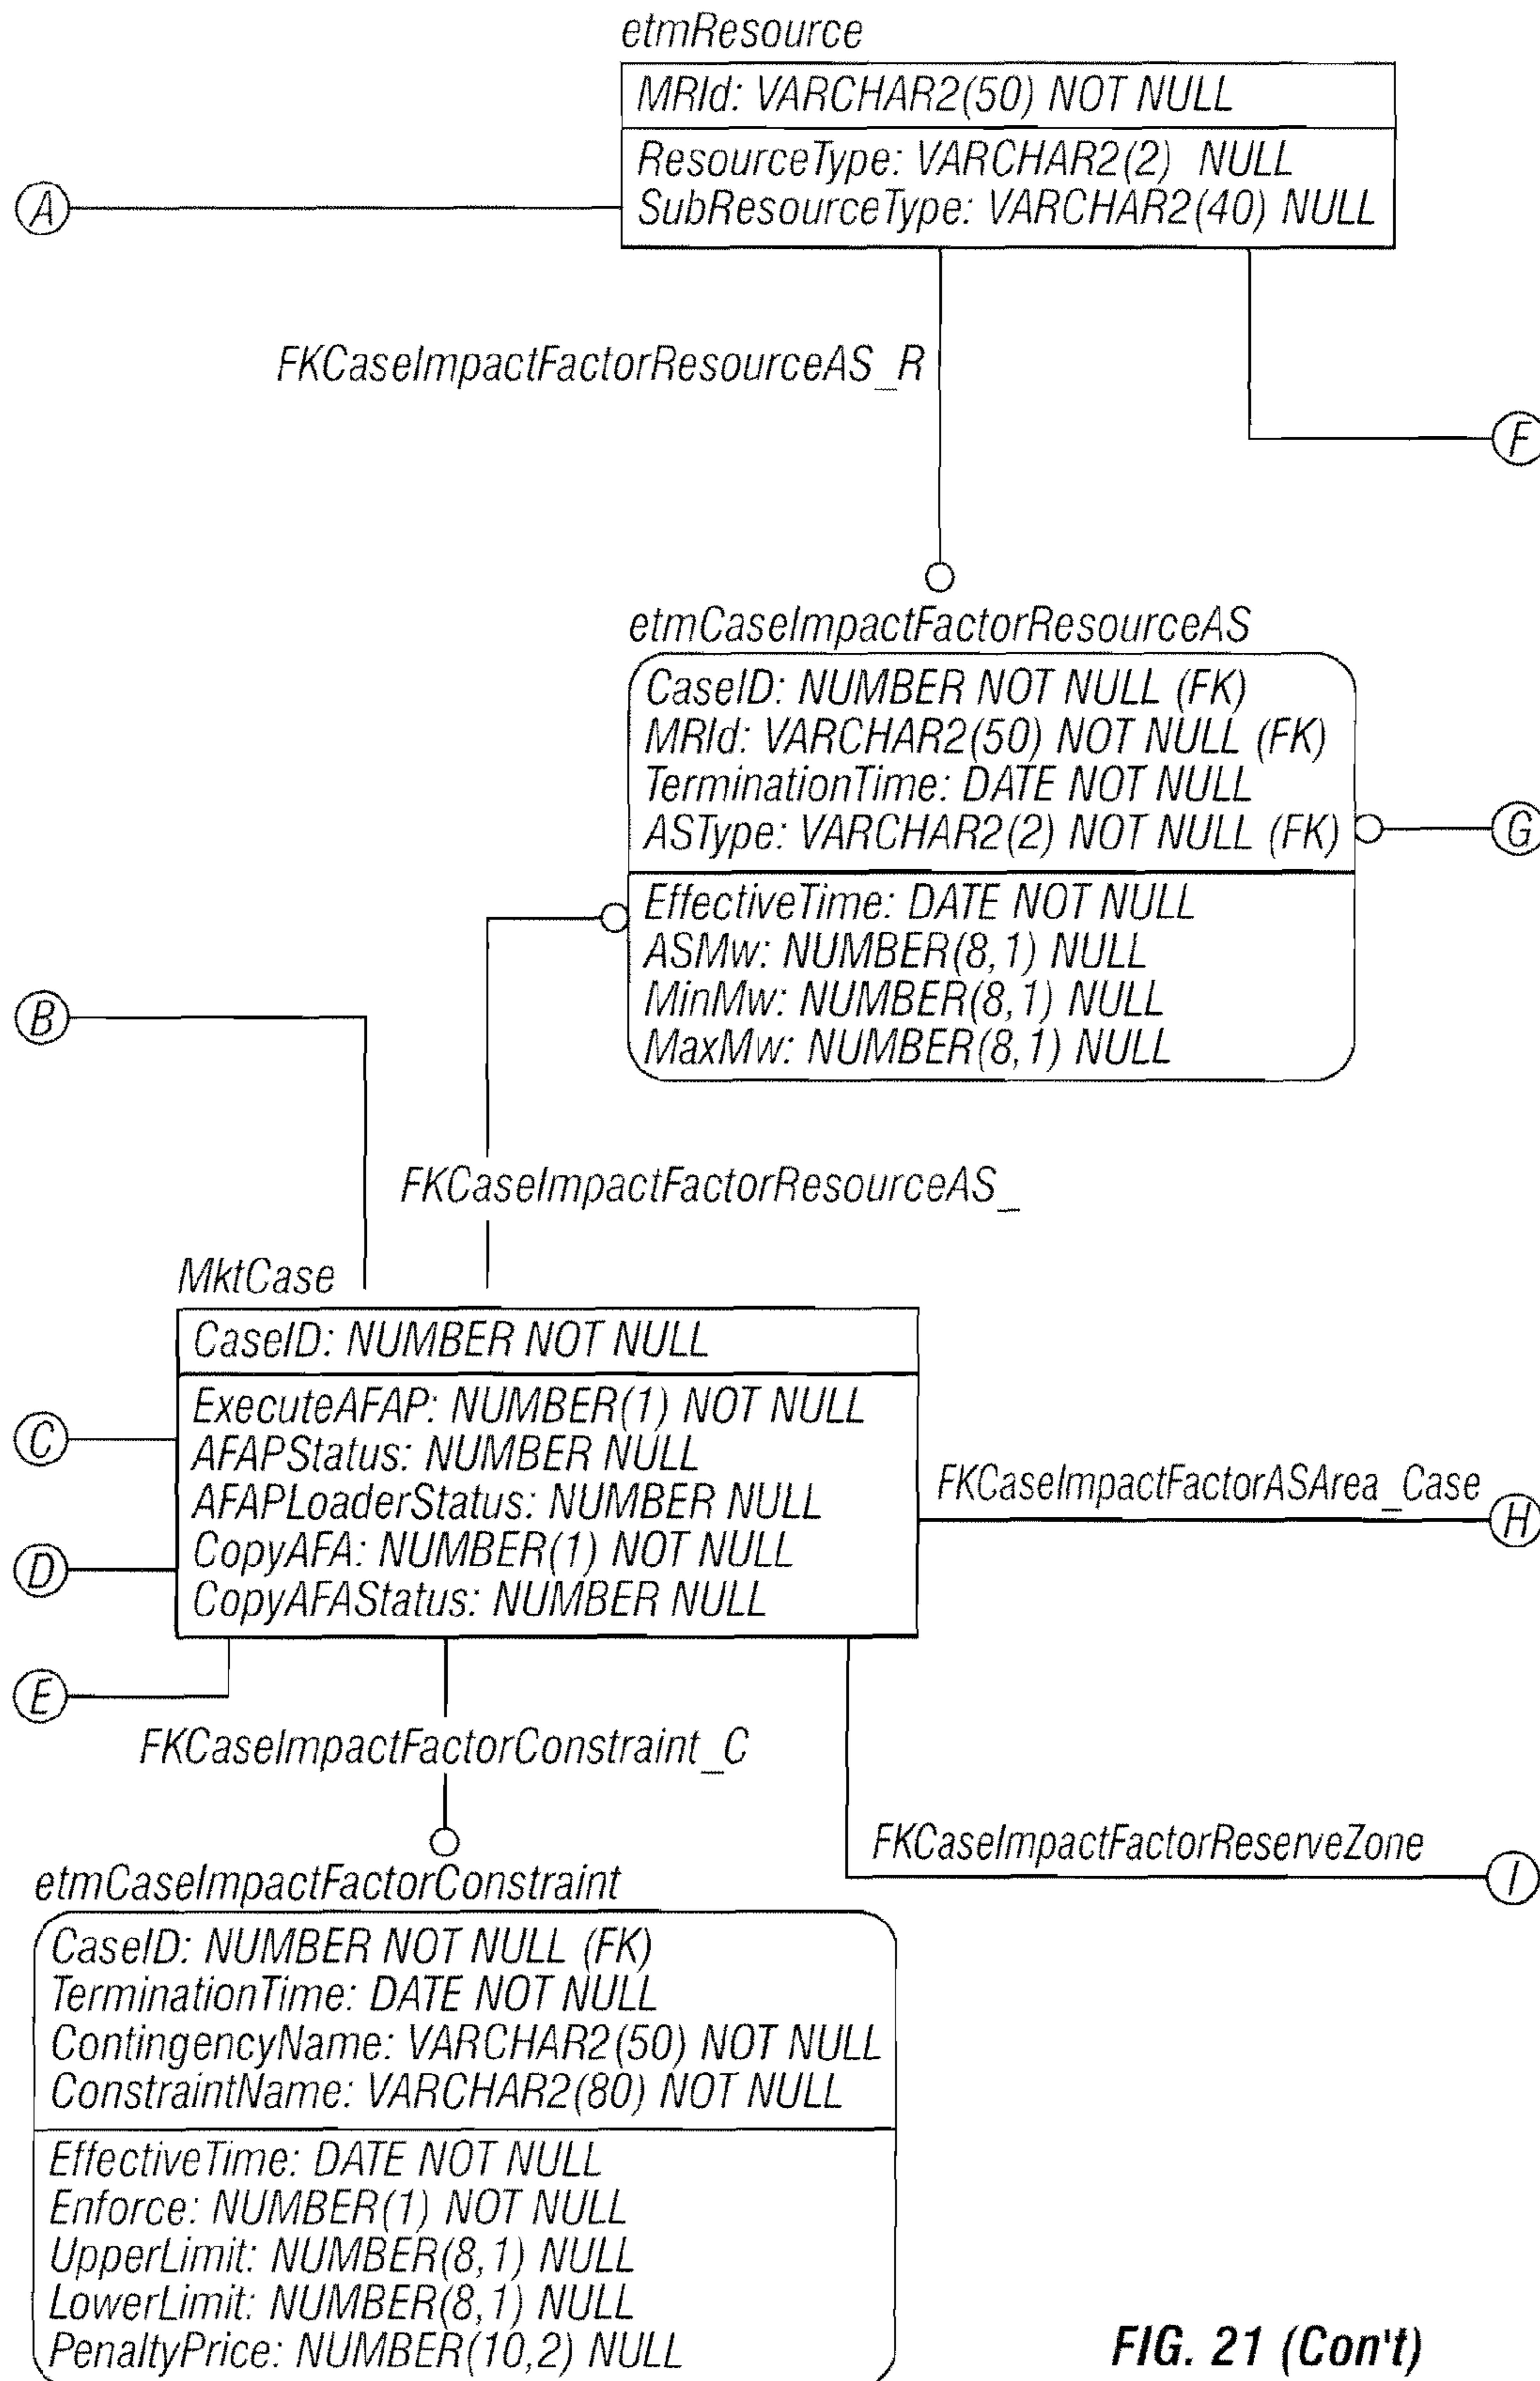 etmResource
MRId: VARCHAR2(50) NOT NULL
ResourceType: VARCHAR2(2) NULL
SubResourceType: VARCHAR2(40) NULL
A
FKCaseImpactFactorResourceAS_R
F
etmCaseImpactFactorResourceAS
CaseID: NUMBER NOT NULL (FK)
MRId: VARCHAR2(50) NOT NULL (FK)
TerminationTime: DATE NOT NULL
ASType: VARCHAR2(2) NOT NULL (FK)
G
EffectiveTime: DATE NOT NULL
ASMw: NUMBER(8,1) NULL
MinMw: NUMBER(8,1) NULL
MaxMw: NUMBER(8,1) NULL
B
FKCaseImpactFactorResourceAS_
MktCase
CaseID: NUMBER NOT NULL
ExecuteAFAP: NUMBER(1) NOT NULL
AFAPStatus: NUMBER NULL
AFAPLoaderStatus: NUMBER NULL
CopyAFA: NUMBER(1) NOT NULL
CopyAFAStatus: NUMBER NULL
C
D
E
FKCaseImpactFactorASArea_Case
H
FKCaseImpactFactorConstraint_C
FKCaseImpactFactorReserveZone
I
etmCaseImpactFactorConstraint
CaseID: NUMBER NOT NULL (FK)
TerminationTime: DATE NOT NULL
ContingencyName: VARCHAR2(50) NOT NULL
ConstraintName: VARCHAR2(80) NOT NULL
EffectiveTime: DATE NOT NULL
Enforce: NUMBER(1) NOT NULL
UpperLimit: NUMBER(8,1) NULL
LowerLimit: NUMBER(8,1) NULL
PenaltyPrice: NUMBER(10,2) NULL
FIG. 21 (Con't)